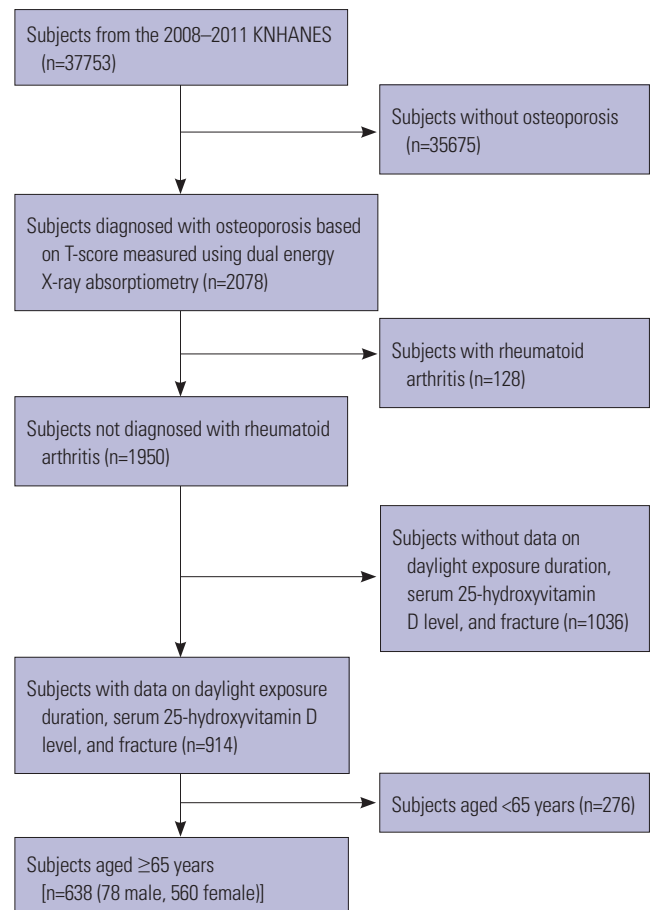 Subjects from the 2008–2011 KNHANES
(n=37753)
Subjects without osteoporosis
(n=35675)
Subjects diagnosed with osteoporosis based
on T-score measured using dual energy
X-ray absorptiometry (n=2078)
Subjects with rheumatoid
arthritis (n=128)
Subjects not diagnosed with rheumatoid
arthritis (n=1950)
Subjects without data on
daylight exposure duration,
serum 25-hydroxyvitamin
D level, and fracture (n=1036)
Subjects with data on daylight exposure
duration, serum 25-hydroxyvitamin D
level, and fracture (n=914)
Subjects aged <65 years (n=276)
Subjects aged ≥65 years
[n=638 (78 male, 560 female)]